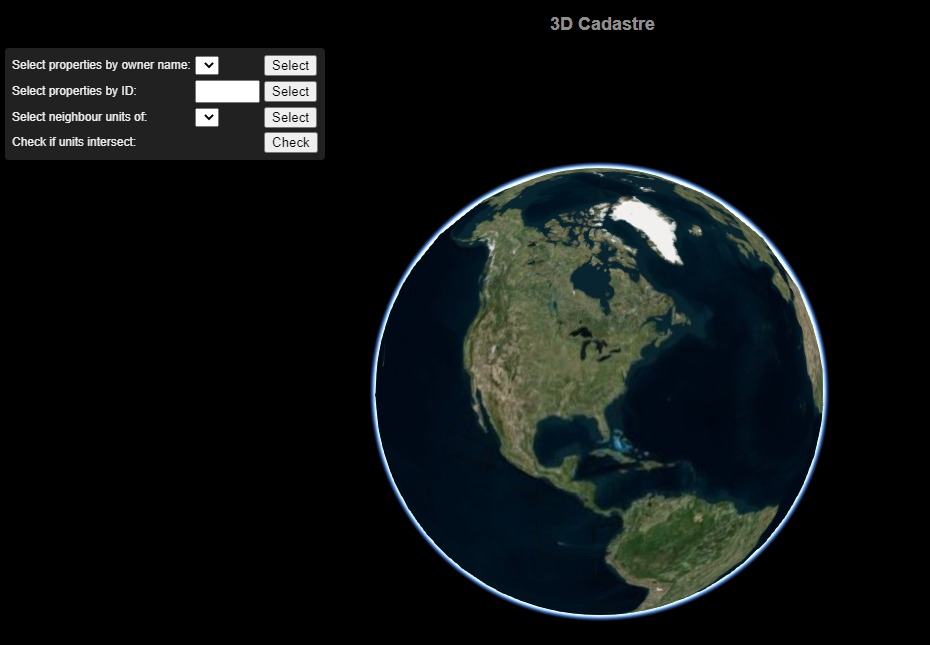 3D Cadastre
Select properties by owner name: Select
Select properties by ID: Select
Select neighbour units of: Select
Check if units intersect: Check